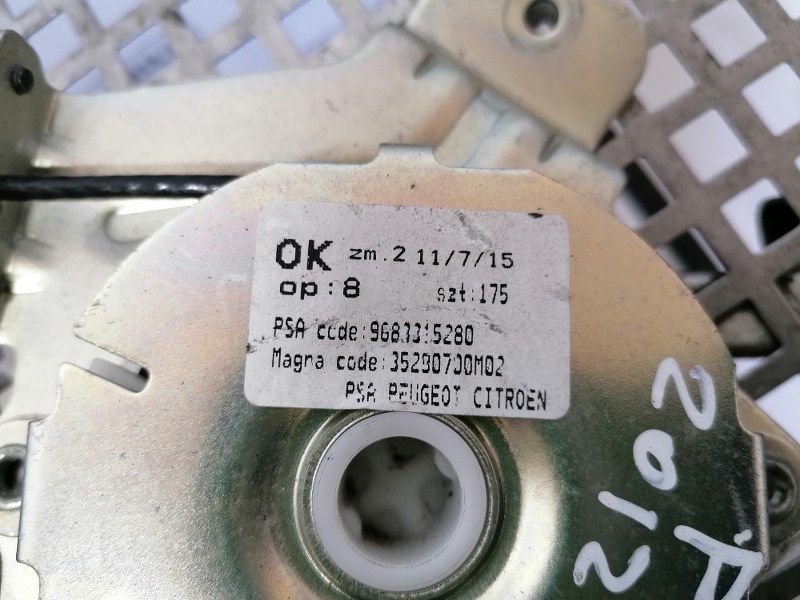 OK zm.2 11/7/15
op:8 szt:175
PSA code:9683315280
Magna code:35290700M02
PSA PEUGEOT CITROEN
2012